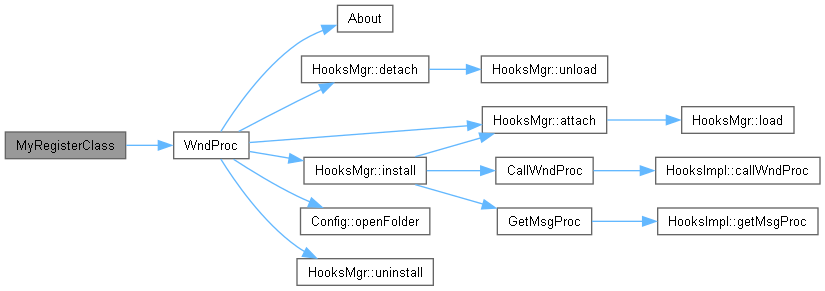 About
HooksMgr::detach
HooksMgr::unload
HooksMgr::attach
HooksMgr::load
MyRegisterClass
WndProc
HooksMgr::install
CallWndProc
HooksImpl::callWndProc
Config::openFolder
GetMsgProc
HooksImpl::getMsgProc
HooksMgr::uninstall